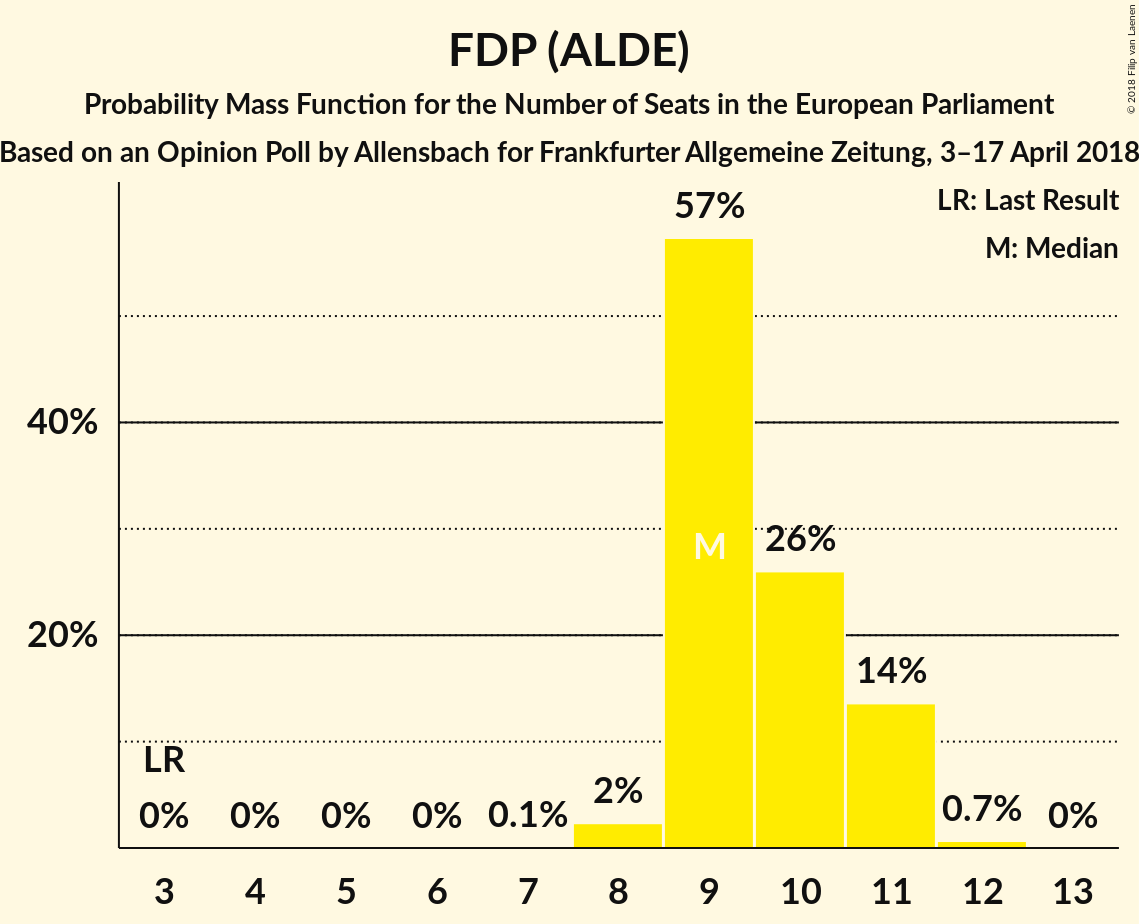 FDP (ALDE)
Probability Mass Function for the Number of Seats in the European Parliament
Based on an Opinion Poll by Allensbach for Frankfurter Allgemeine Zeitung, 3–17 April 2018
© 2018 Filip van Laenen
LR: Last Result
M: Median
57%
40%
M
26%
20%
14%
LR
0%
0%
0%
0%
0.1%
2%
0.7%
0%
3 4 5 6 7 8 9 10 11 12 13